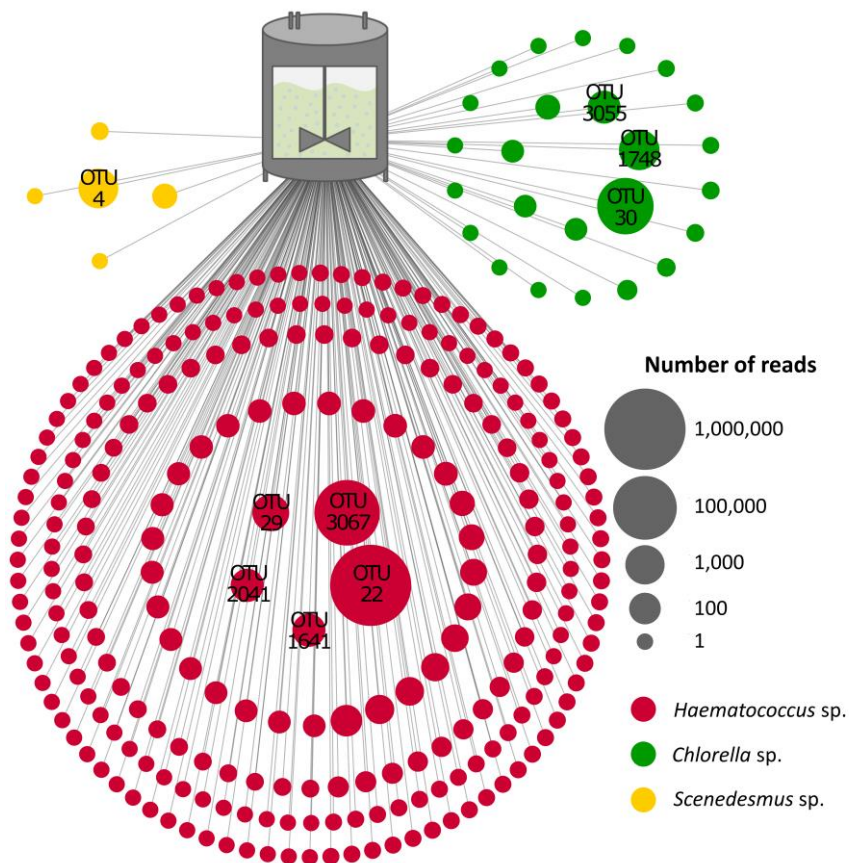 OTU
3055
OTU
1748
OTU
4
OTU
30
Number of reads
1,000,000
100,000
1,000
100
1
OTU
29
OTU
3067
OTU
2041
OTU
22
OTU
1641
Haematococcus sp.
Chlorella sp.
Scenedesmus sp.